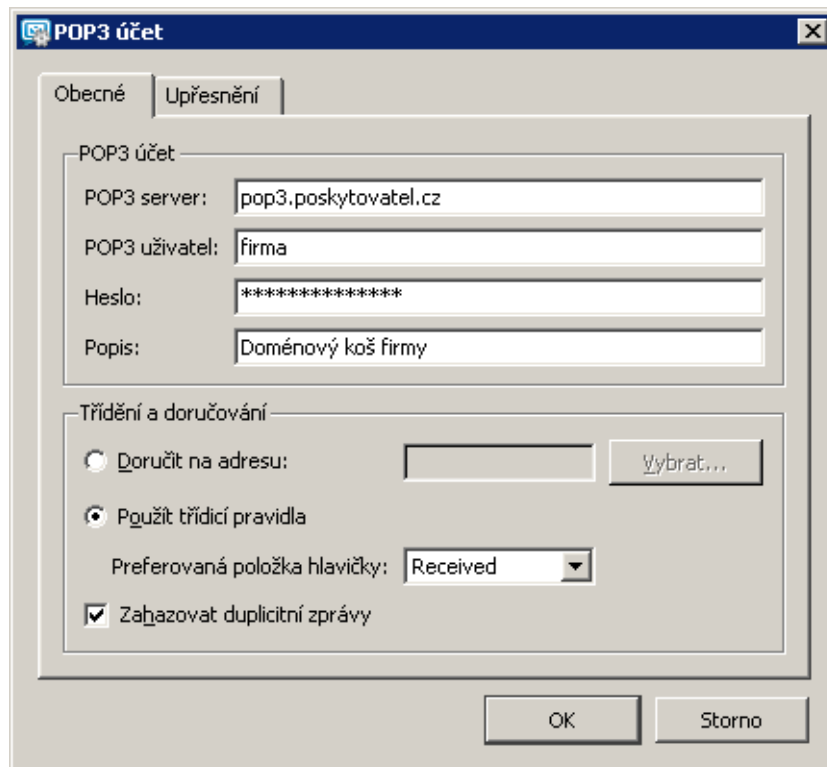 POP3 účet
Obecné Upřesnění
POP3 účet
POP3 server: pop3.poskytovatel.cz
POP3 uživatel: firma
Heslo: **************
Popis: Doménový koš firmy
Třídění a doručování
Doručit na adresu: Vybrat...
Použít třídicí pravidla
Preferovaná položka hlavičky: Received
Zahazovat duplicitní zprávy
OK Storno